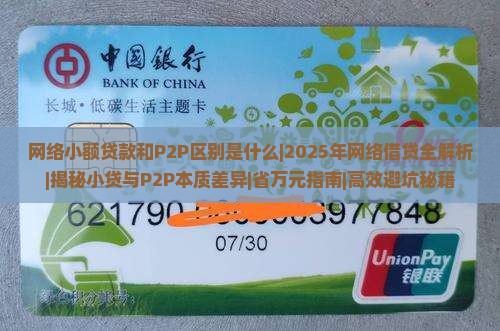 中国银行
BANK OF CHINA
长城·低碳生活主题卡
网络小额贷款和P2P区别是什么|2025年网络借贷全解析
|揭秘小贷与P2P本质差异|省万元指南|高效避坑秘籍
621790 977848
07/30
UnionPay
银联